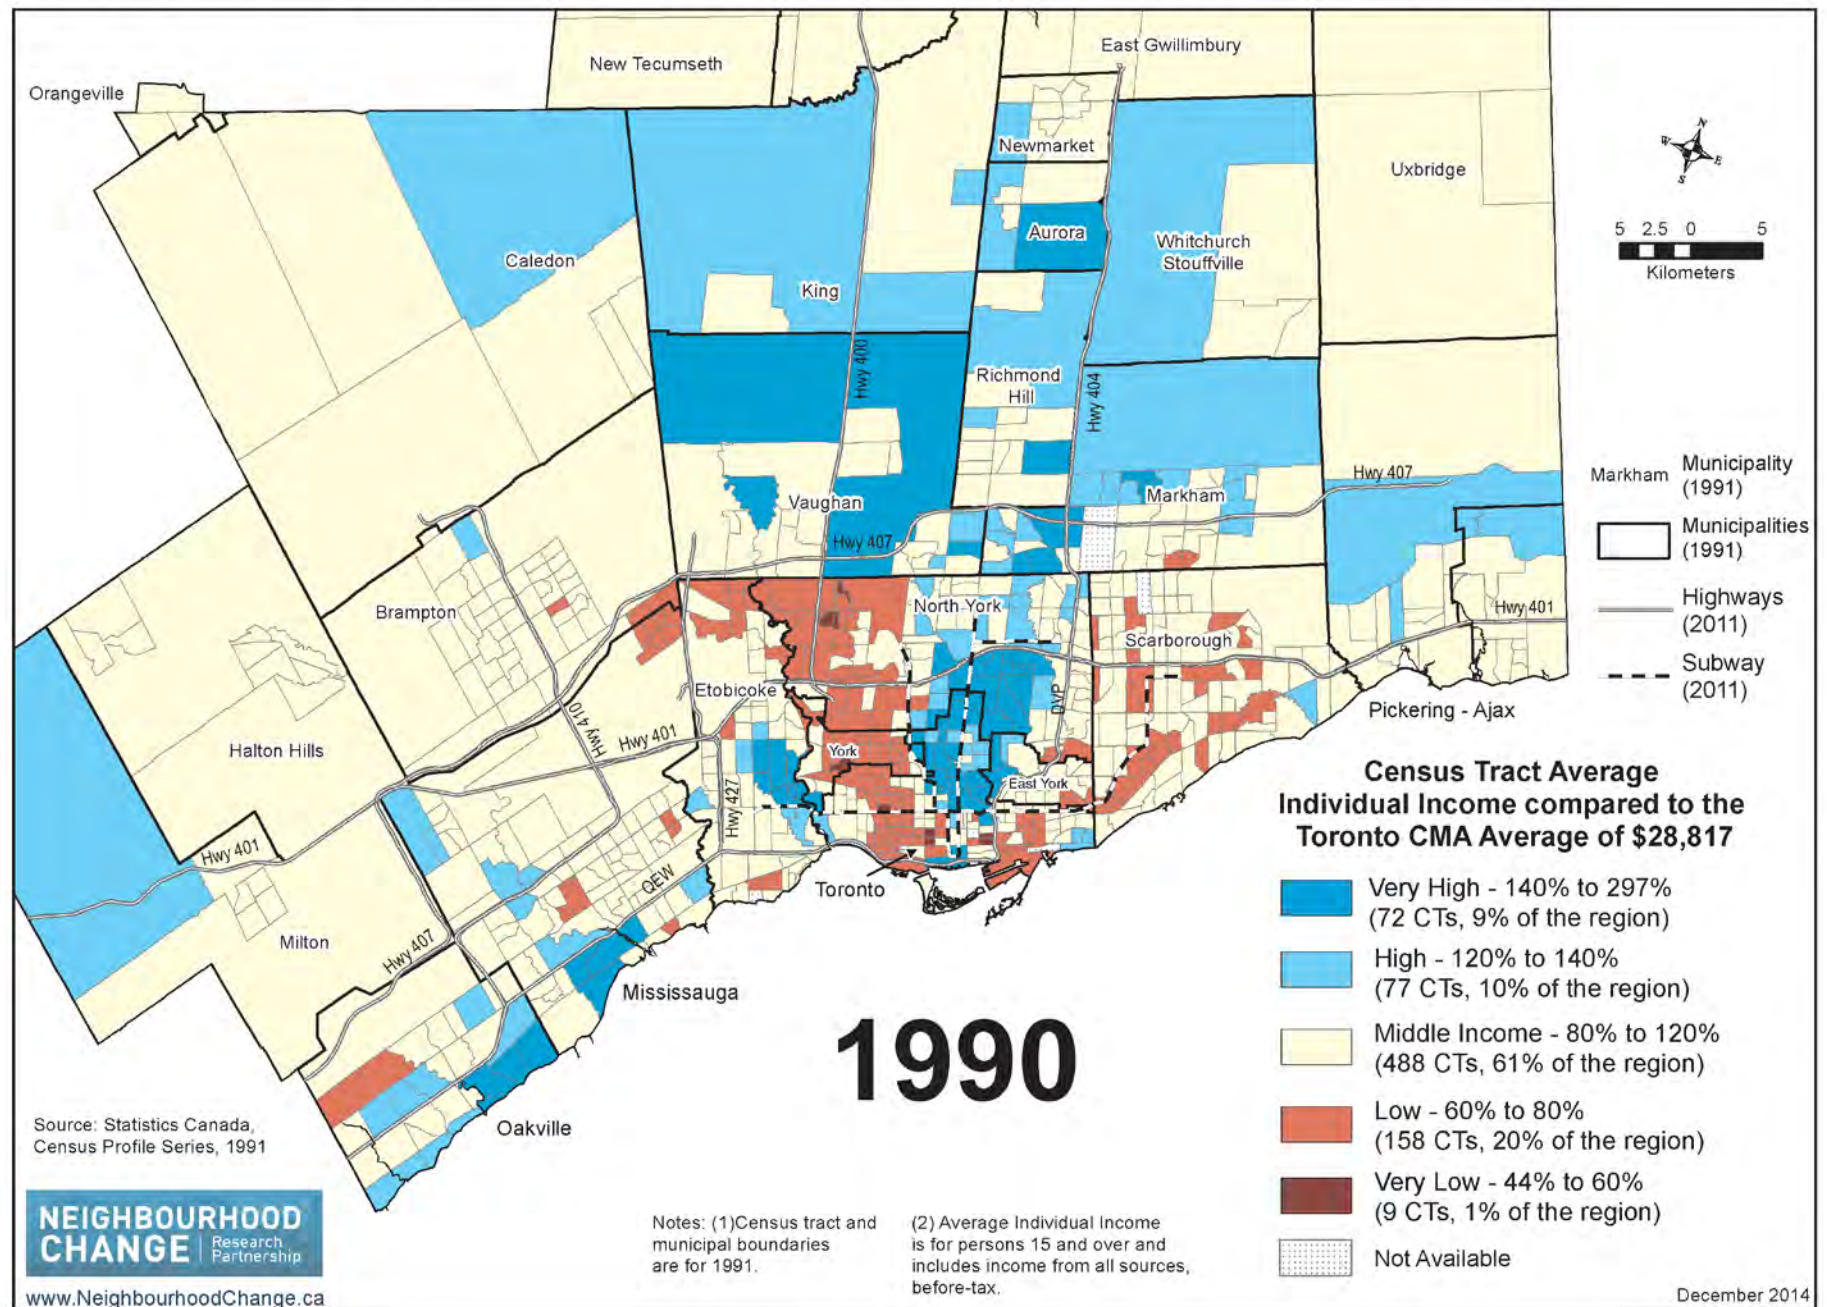 New Tecumseth
East Gwillimbury
Orangeville
Newmarket
Uxbridge
N
W
E
S
Aurora
Whitchurch
Stouffville
5 2.5 0 5
Kilometers
Caledon
King
Hwy 400
Richmond
Hill
Hwy 404
Hwy 407
Markham
Municipality
(1991)
Vaughan
Markham
Municipalities
(1991)
Hwy 407
Brampton
North York
Hwy 401
Highways
(2011)
Scarborough
Subway
(2011)
Etobicoke
DVP
Pickering - Ajax
Hwy 410
Hwy 401
Halton Hills
York
East York
Hwy 427
Hwy 401
QEW
Toronto
Milton
Hwy 407
Mississauga
Oakville
1990
Census Tract Average
Individual Income compared to the
Toronto CMA Average of $28,817
Very High - 140% to 297%
(72 CTs, 9% of the region)
High - 120% to 140%
(77 CTs, 10% of the region)
Middle Income - 80% to 120%
(488 CTs, 61% of the region)
Low - 60% to 80%
(158 CTs, 20% of the region)
Very Low - 44% to 60%
(9 CTs, 1% of the region)
Not Available
Source: Statistics Canada,
Census Profile Series, 1991
NEIGHBOURHOOD
CHANGE Research
Partnership
www.NeighbourhoodChange.ca
Notes: (1)Census tract and
municipal boundaries
are for 1991.
(2) Average Individual Income
is for persons 15 and over and
includes income from all sources,
before-tax.
December 2014